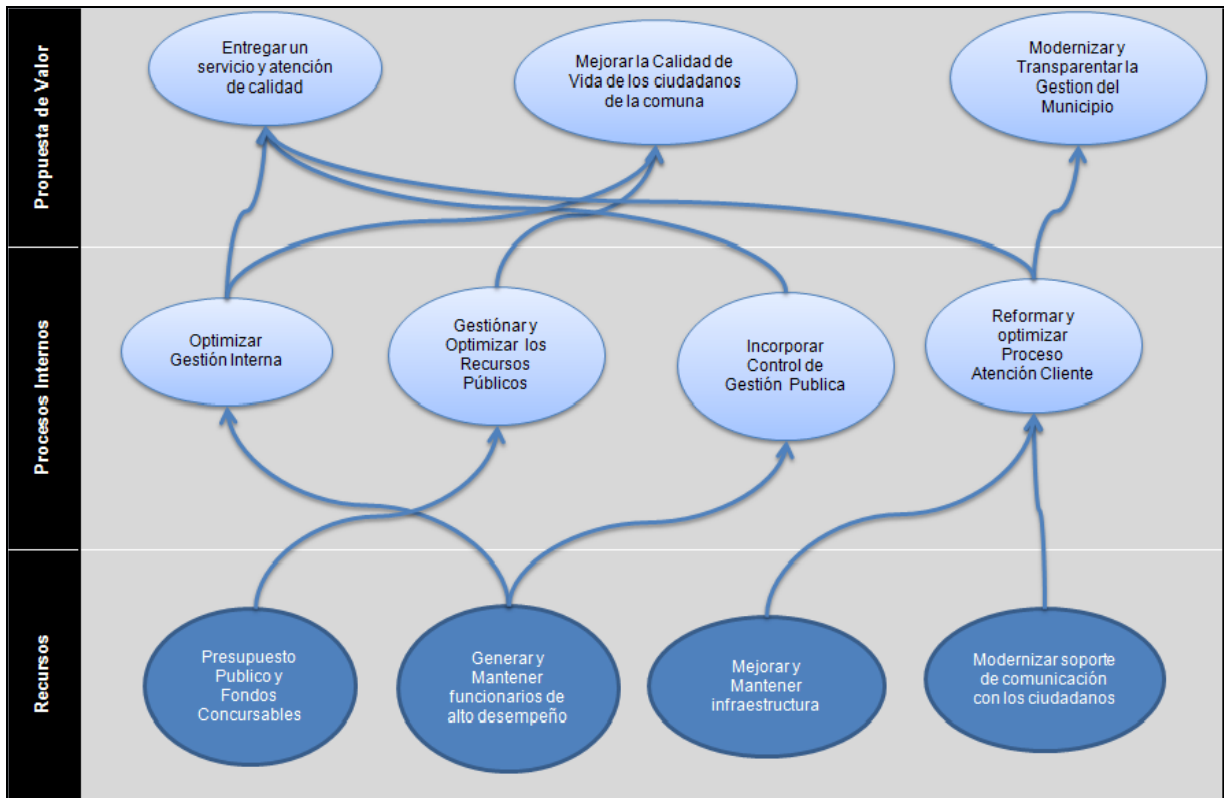 Propuesta de Valor
Entregar un
servicio y atención
de calidad
Mejorar la Calidad de
Vida de los ciudadanos
de la comuna
Modernizar y
Transparentar la
Gestion del
Municipio
Procesos Internos
Optimizar
Gestión Interna
Gestiónar y
Optimizar los
Recursos
Públicos
Incorporar
Control de
Gestión Publica
Reformar y
optimizar
Proceso
Atención Cliente
Recursos
Presupuesto
Publico y
Fondos
Concursables
Generar y
Mantener
funcionarios de
alto desempeño
Mejorar y
Mantener
infraestructura
Modernizar soporte
de comunicación
con los ciudadanos